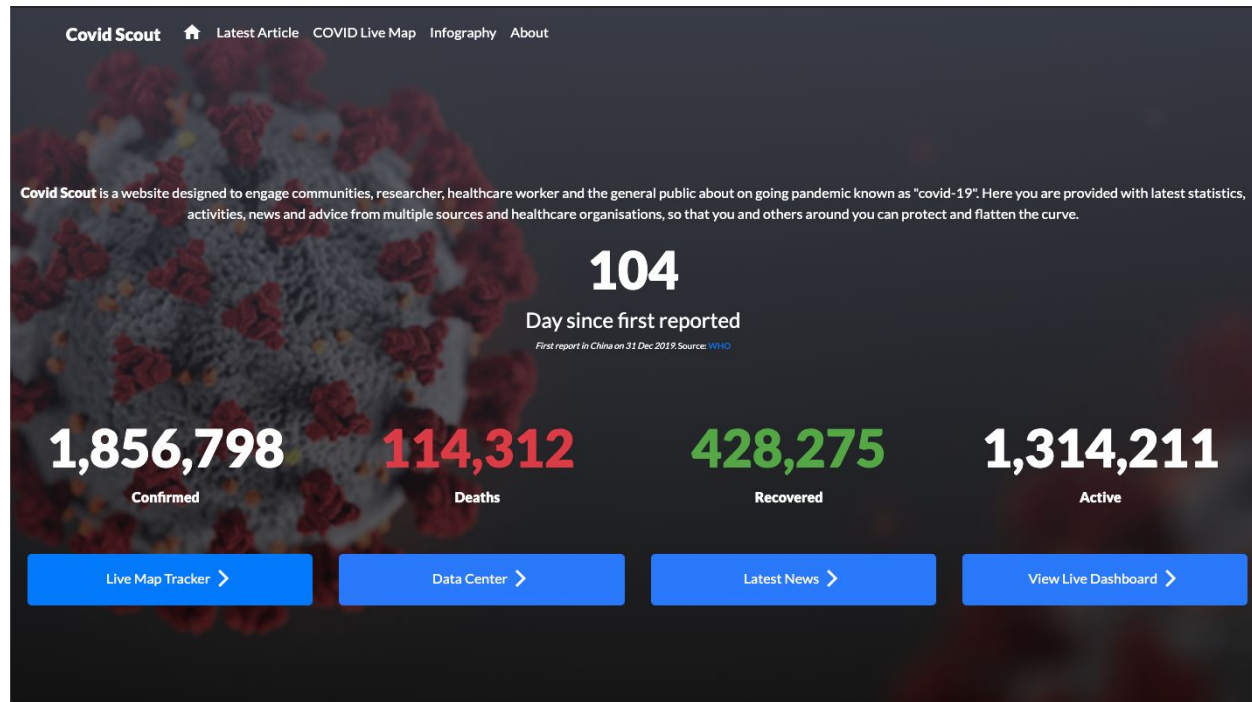 Covid Scout Latest Article COVID Live Map Infography About
Covid Scout is a website designed to engage communities, researcher, healthcare worker and the general public about on going pandemic known as "covid-19". Here you are provided with latest statistics,
activities, news and advice from multiple sources and healthcare organisations, so that you and others around you can protect and flatten the curve.
104
Day since first reported
First report in China on 31 Dec 2019. Source: WHO
1,856,798 114,312 428,275 1,314,211
Confirmed Deaths Recovered Active
Live Map Tracker Data Center Latest News View Live Dashboard